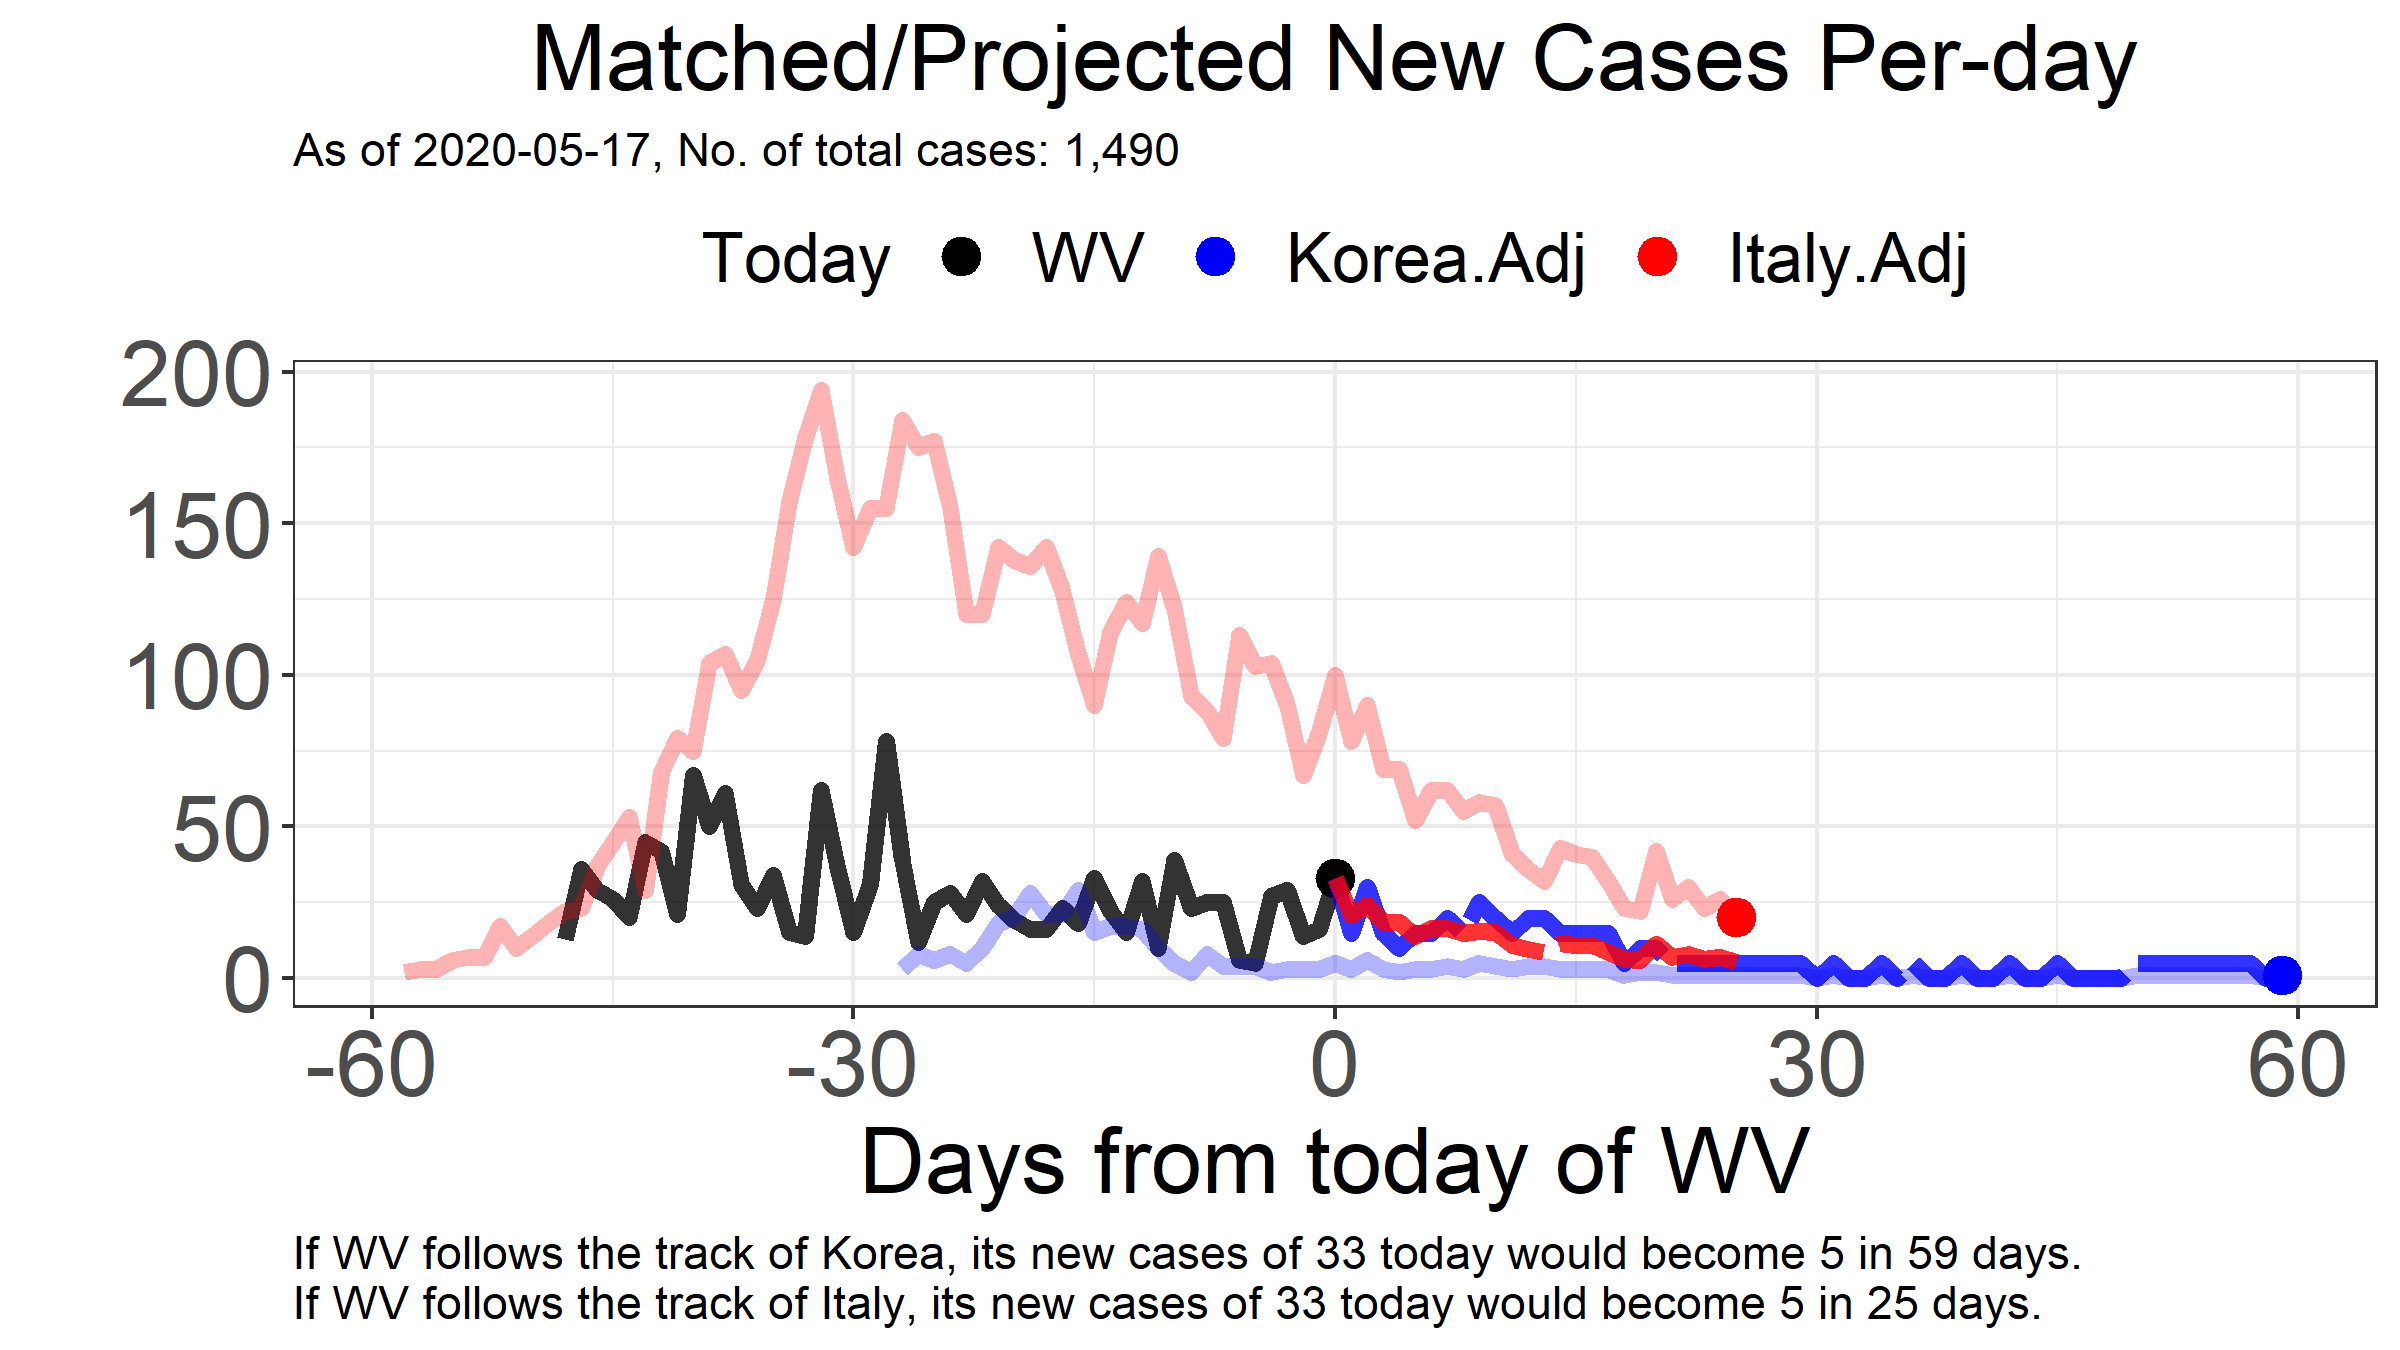 Matched/Projected New Cases Per-day
As of 2020-05-17, No. of total cases: 1,490
Today WV Korea.Adj Italy.Adj
200
150
100
50
0
-60 -30 0 30 60
Days from today of WV
If WV follows the track of Korea, its new cases of 33 today would become 5 in 59 days.
If WV follows the track of Italy, its new cases of 33 today would become 5 in 25 days.